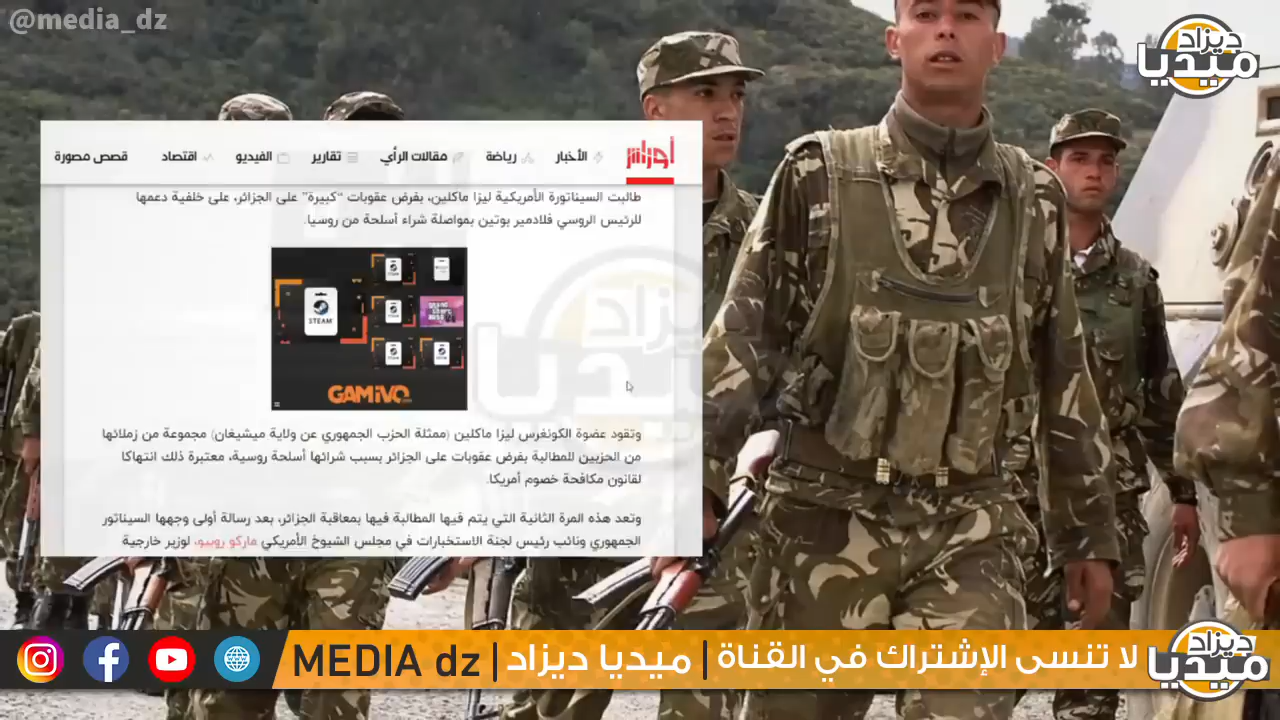 @media_dz
ديزاد
ميديا
أوراس
الأخبار
رياضة
مقالات الرأي
تقارير
الفيديو
اقتصاد
قصص مصورة
طالبت السيناتورة الأمريكية ليزا ماكلين، بفرض عقوبات "كبيرة" على الجزائر، على خلفية دعمها
للرئيس الروسي فلادمير بوتين بمواصلة شراء أسلحة من روسيا.
STEAM
GAMIVO
وتقود عضوة الكونغرس ليزا ماكلين (ممثلة الحزب الجمهوري عن ولاية ميشيغان) مجموعة من زملائها
من الحزبين للمطالبة بفرض عقوبات على الجزائر بسبب شرائها أسلحة روسية، معتبرة ذلك انتهاكا
لقانون مكافحة خصوم أمريكا.
وتعد هذه المرة الثانية التي يتم فيها المطالبة فيها بمعاقبة الجزائر، بعد رسالة أولى وجهها السيناتور
الجمهوري ونائب رئيس لجنة الاستخبارات في مجلس الشيوخ الأمريكي ماركو روبيو، لوزير خارجية
ديزاد
ميديا
لا تنسى الإشتراك في القناة | ميديا ديزاد | MEDIA dz
ديزاد
ميديا